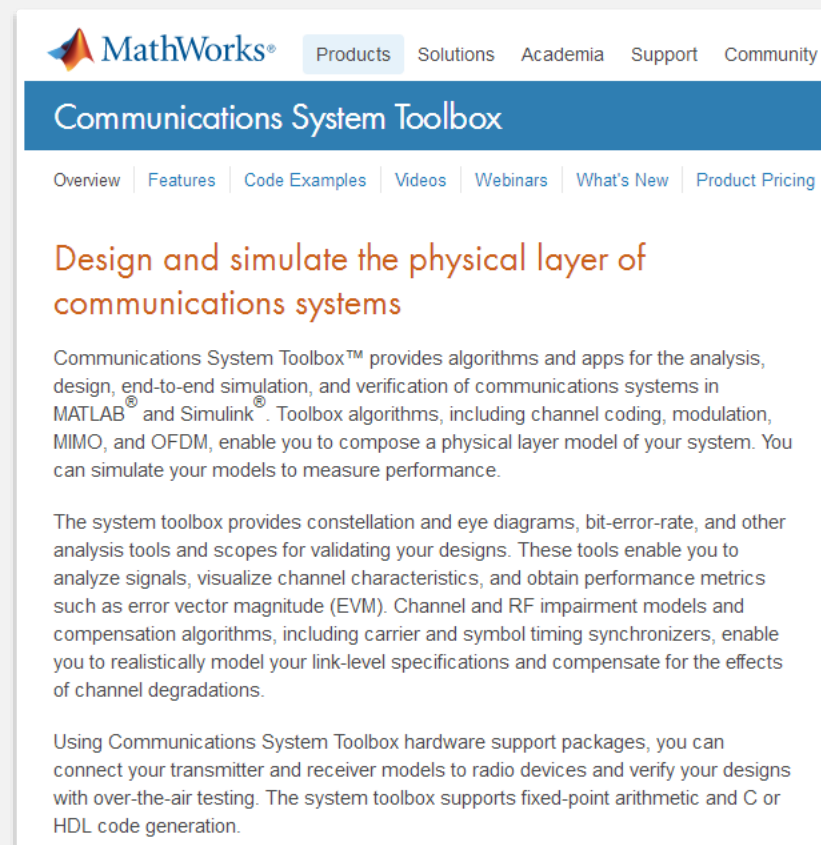 MathWorks® Products Solutions Academia Support Community
Communications System Toolbox
Overview Features Code Examples Videos Webinars What's New Product Pricing
Design and simulate the physical layer of
communications systems
Communications System Toolbox™ provides algorithms and apps for the analysis,
design, end-to-end simulation, and verification of communications systems in
MATLAB® and Simulink®. Toolbox algorithms, including channel coding, modulation,
MIMO, and OFDM, enable you to compose a physical layer model of your system. You
can simulate your models to measure performance.
The system toolbox provides constellation and eye diagrams, bit-error-rate, and other
analysis tools and scopes for validating your designs. These tools enable you to
analyze signals, visualize channel characteristics, and obtain performance metrics
such as error vector magnitude (EVM). Channel and RF impairment models and
compensation algorithms, including carrier and symbol timing synchronizers, enable
you to realistically model your link-level specifications and compensate for the effects
of channel degradations.
Using Communications System Toolbox hardware support packages, you can
connect your transmitter and receiver models to radio devices and verify your designs
with over-the-air testing. The system toolbox supports fixed-point arithmetic and C or
HDL code generation.